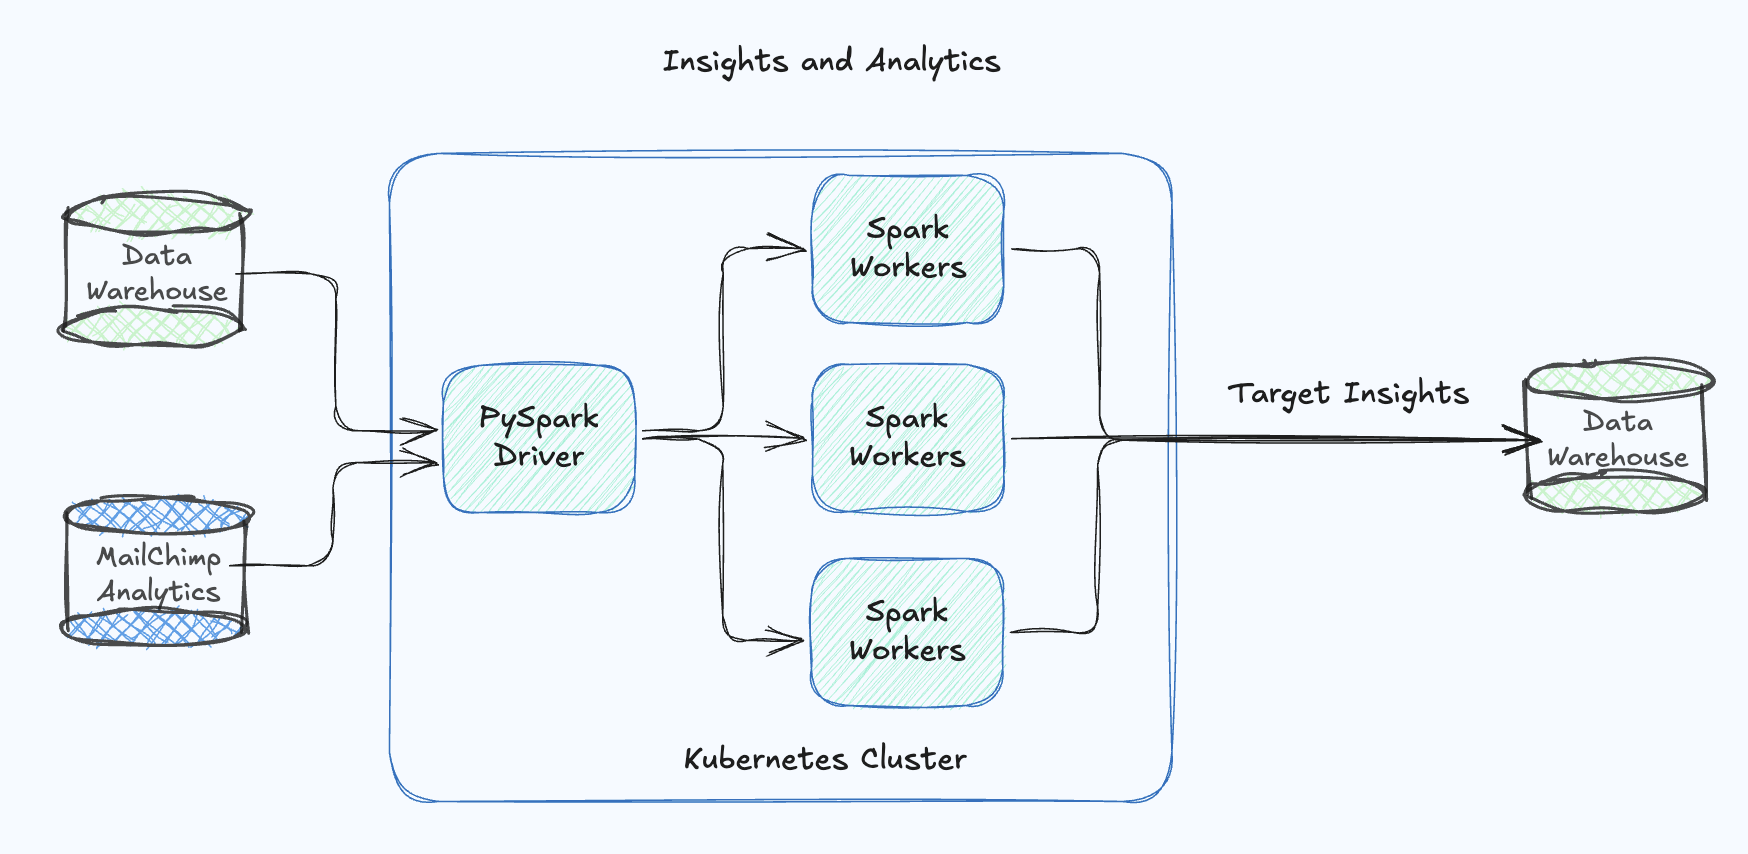 Insights and Analytics
Data
Warehouse
MailChimp
Analytics
PySpark
Driver
Spark
Workers
Spark
Workers
Spark
Workers
Kubernetes Cluster
Target Insights
Data
Warehouse